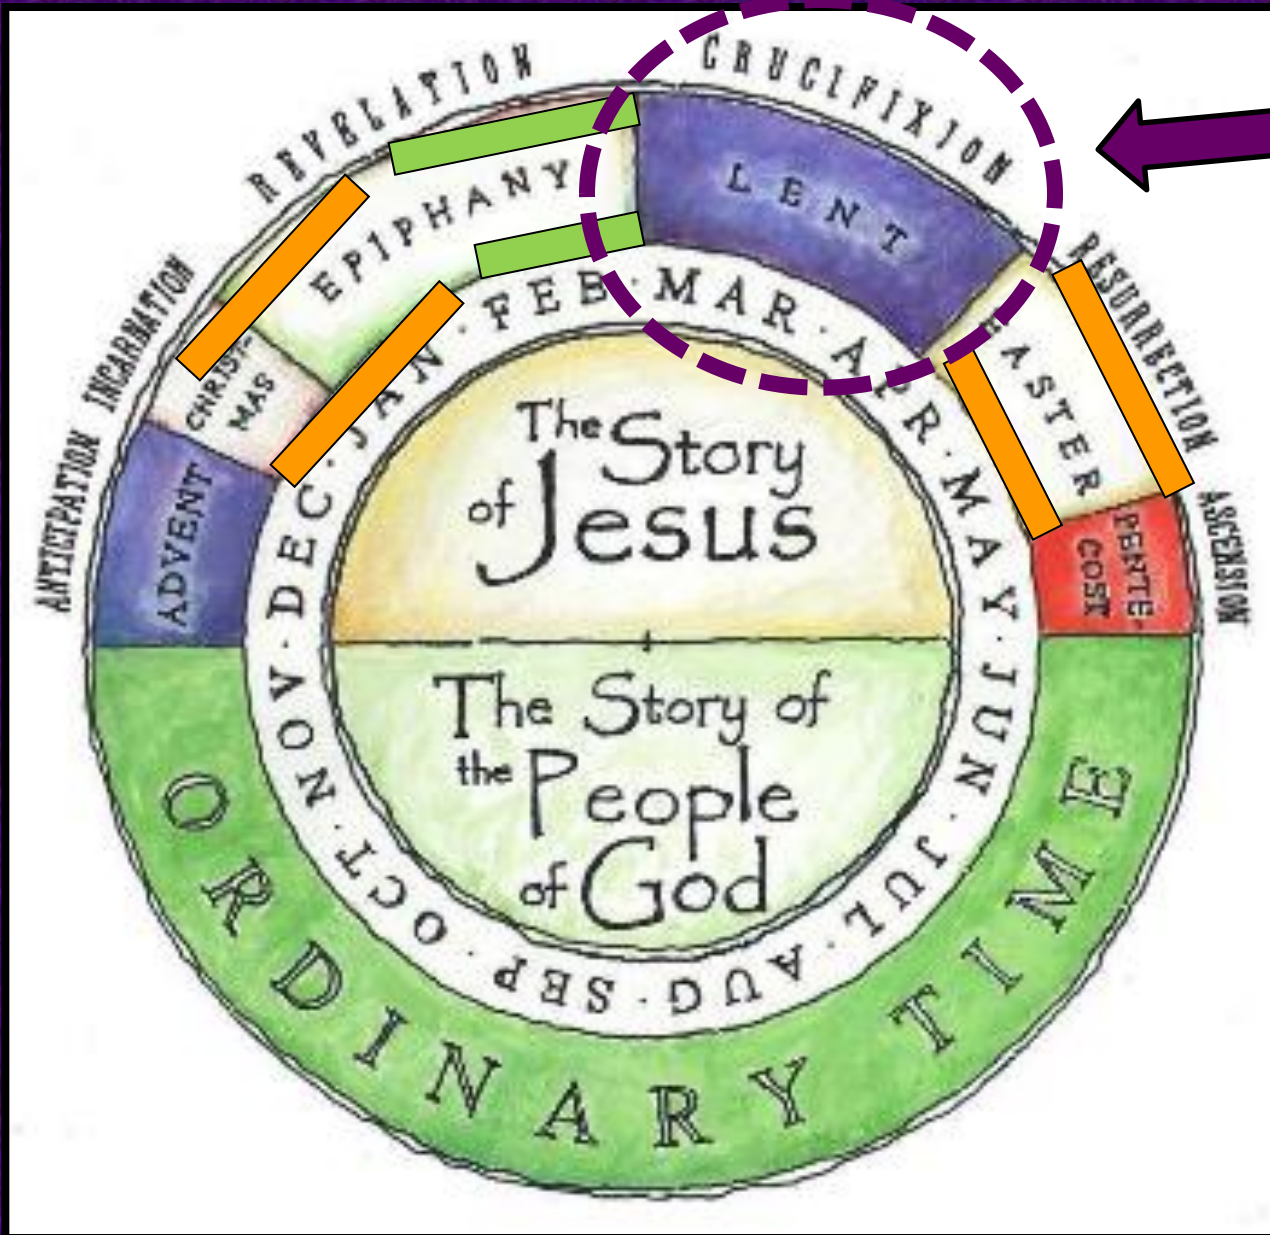 ANTICIPATION
INCARNATION
REVELATION
CRUCIFIXION
RESURRECTION
ASCENSION
ADVENT
CHRIST-
MAS
EPIPHANY
LENT
EASTER
PENTE-
COST
ORDINARY TIME
NOV · DEC · JAN · FEB · MAR · APR · MAY · JUN · JUL · AUG · SEP · OCT ·
The Story
of Jesus
The Story of
the People
of God